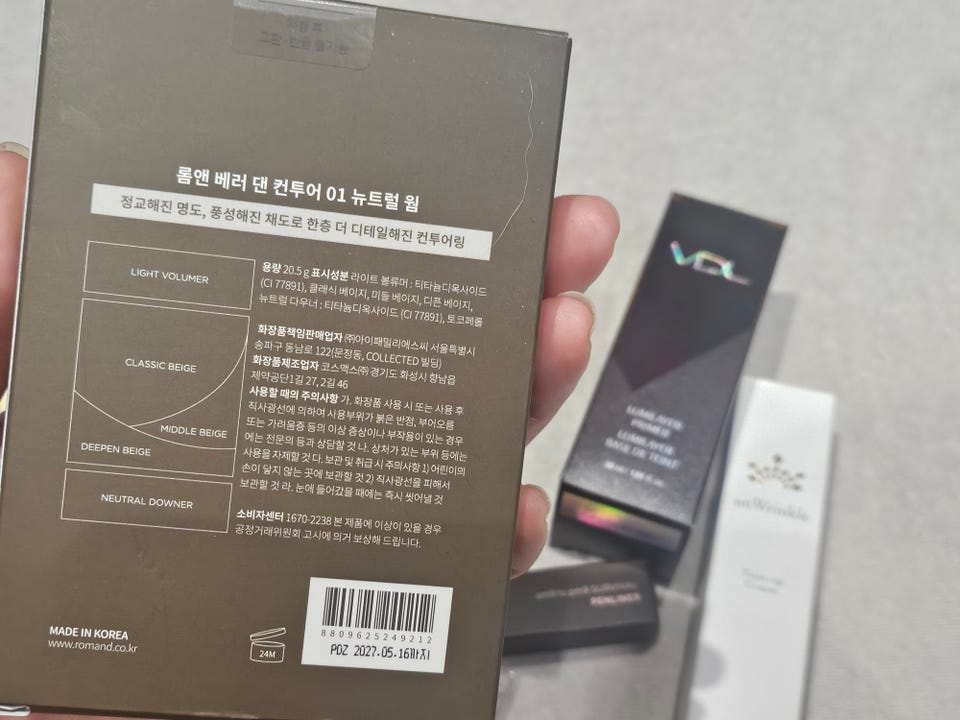 롬앤 베러 댄 컨투어 01 뉴트럴 웜
정교해진 명도, 풍성해진 채도로 한층 더 디테일해진 컨투어링
LIGHT VOLUMER
CLASSIC BEIGE
MIDDLE BEIGE
DEEPEN BEIGE
NEUTRAL DOWNER
용량 20.5 g 표시성분 라이트 볼류머 : 티타늄디옥사이드
(CI 77891), 클래식 베이지, 미들 베이지, 디픈 베이지,
뉴트럴 다우너 : 티타늄디옥사이드 (CI 77891), 토코페롤
화장품책임판매업자 ㈜아이패밀리에스씨 서울특별시
송파구 동남로 122(문정동, COLLECTED 빌딩)
화장품제조업자 코스맥스㈜ 경기도 화성시 향남읍
제약공단1길 27, 2길 46
사용할 때의 주의사항 가. 화장품 사용 시 또는 사용 후
직사광선에 의하여 사용부위가 붉은 반점, 부어오름
또는 가려움증 등의 이상 증상이나 부작용이 있는 경우
에는 전문의 등과 상담할 것 나. 상처가 있는 부위 등에는
사용을 자제할 것 다. 보관 및 취급 시 주의사항 1) 어린이의
손이 닿지 않는 곳에 보관할 것 2) 직사광선을 피해서
보관할 것 라. 눈에 들어갔을 때에는 즉시 씻어낼 것
소비자센터 1670-2238 본 제품에 이상이 있을 경우
공정거래위원회 고시에 의거 보상해 드립니다.
MADE IN KOREA
www.romand.co.kr
24M
8809625249212
PDZ 2027.05.16까지
VDL
LUMILAYER
PRIMER
LUMILAYER
BASE DE TEINT
PENLINER